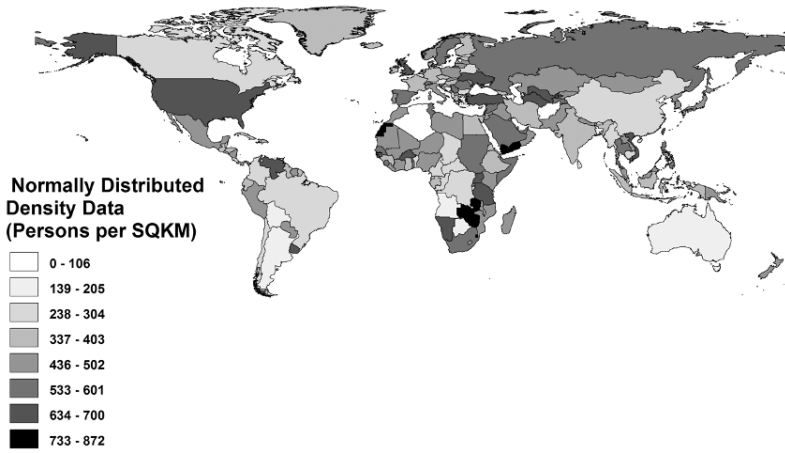 Normally Distributed
Density Data
(Persons per SQKM)
0 - 106
139 - 205
238 - 304
337 - 403
436 - 502
533 - 601
634 - 700
733 - 872